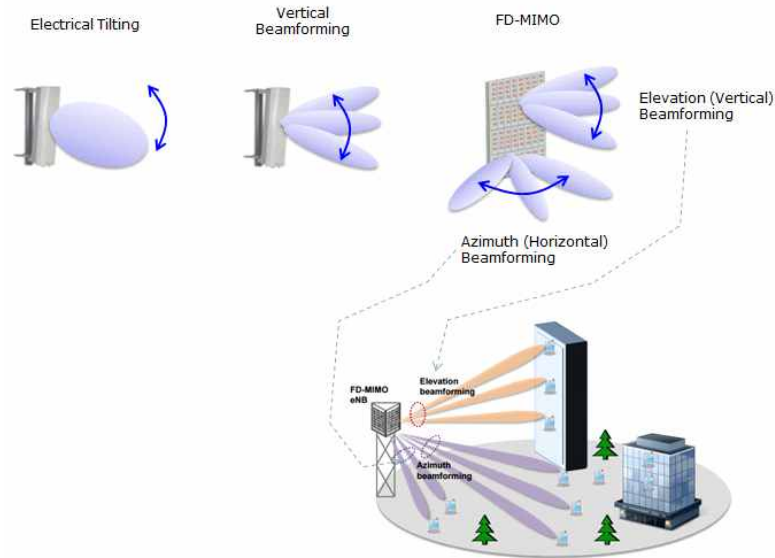 Electrical Tilting
Vertical
Beamforming
FD-MIMO
Elevation (Vertical)
Beamforming
Azimuth (Horizontal)
Beamforming
FD-MIMO
eNB
Elevation
beamforming
Azimuth
beamforming